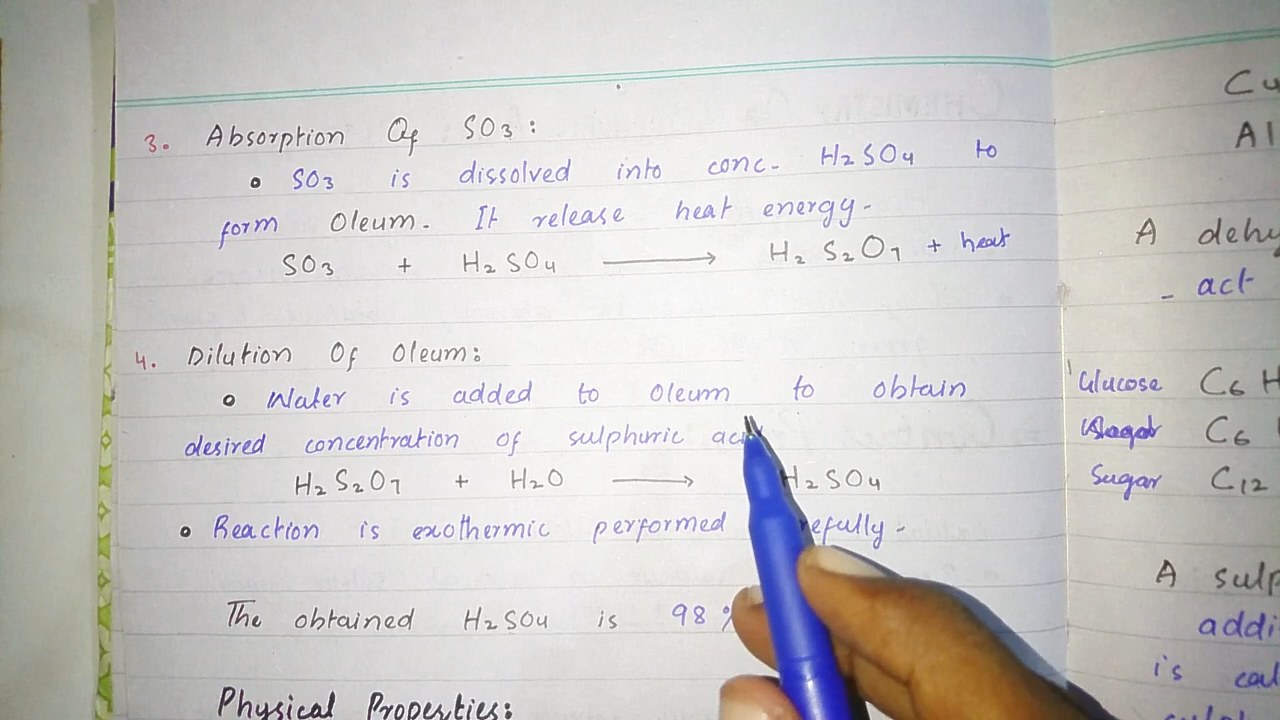 3. Absorption Of SO3:
• SO3 is dissolved into conc. H2SO4 to
form Oleum. It release heat energy.
SO3 + H2SO4 ⟶ H2S2O7 + heat
4. Dilution Of Oleum:
• Water is added to Oleum to obtain
desired concentration of sulphuric
H2S2O7 + H2O ⟶ H2SO4
• Reaction is exothermic performed
The obtained H2SO4 is 98 %
Physical Properties:
Cu
Al
A dehy
- act
Glucose C6 H
C6
Sugar C12
A sulp
addi
is cal